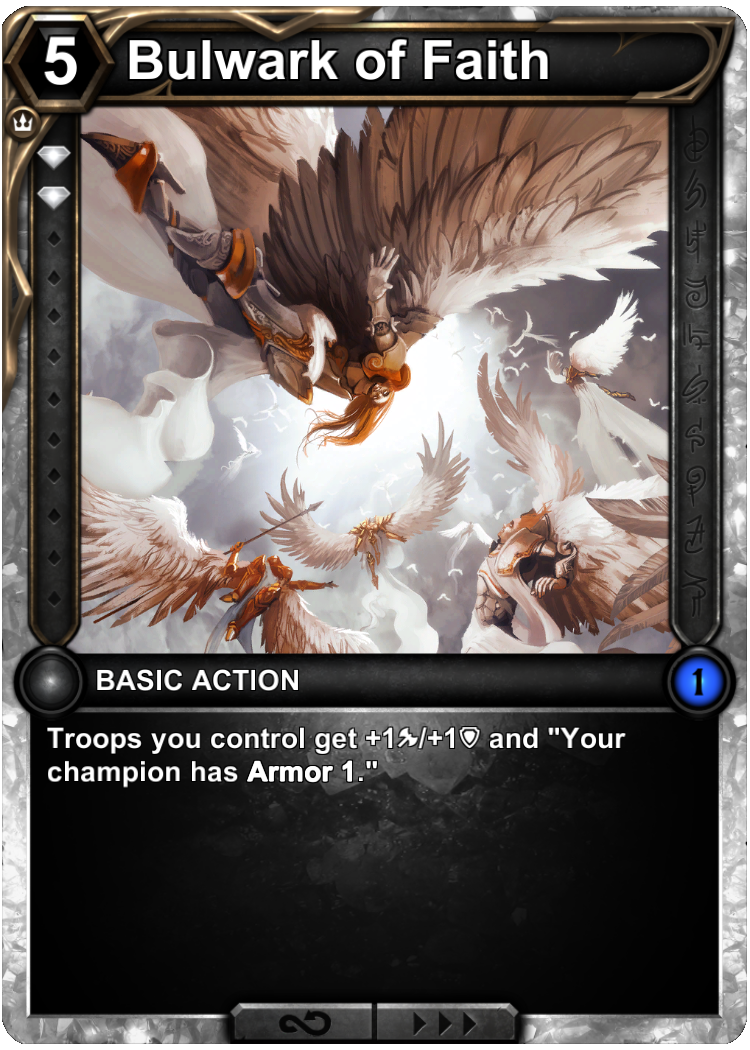 5 Bulwark of Faith
BASIC ACTION 1
Troops you control get +1/+1 and "Your
champion has Armor 1."